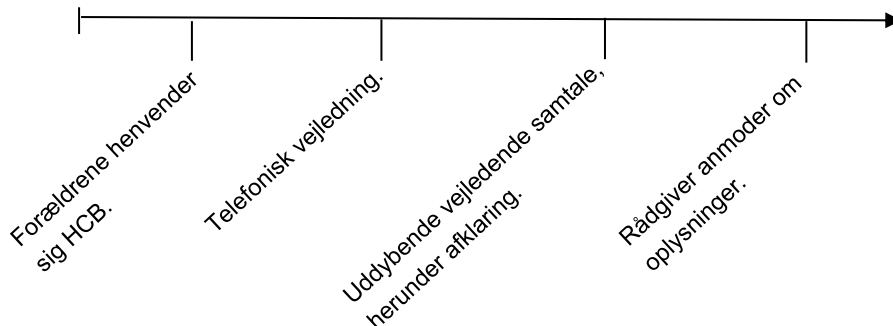 Forældrene henvender
sig HCB.
Telefonisk vejledning.
Uddybende vejledende samtale,
herunder afklaring.
Rådgiver anmoder om
oplysninger.